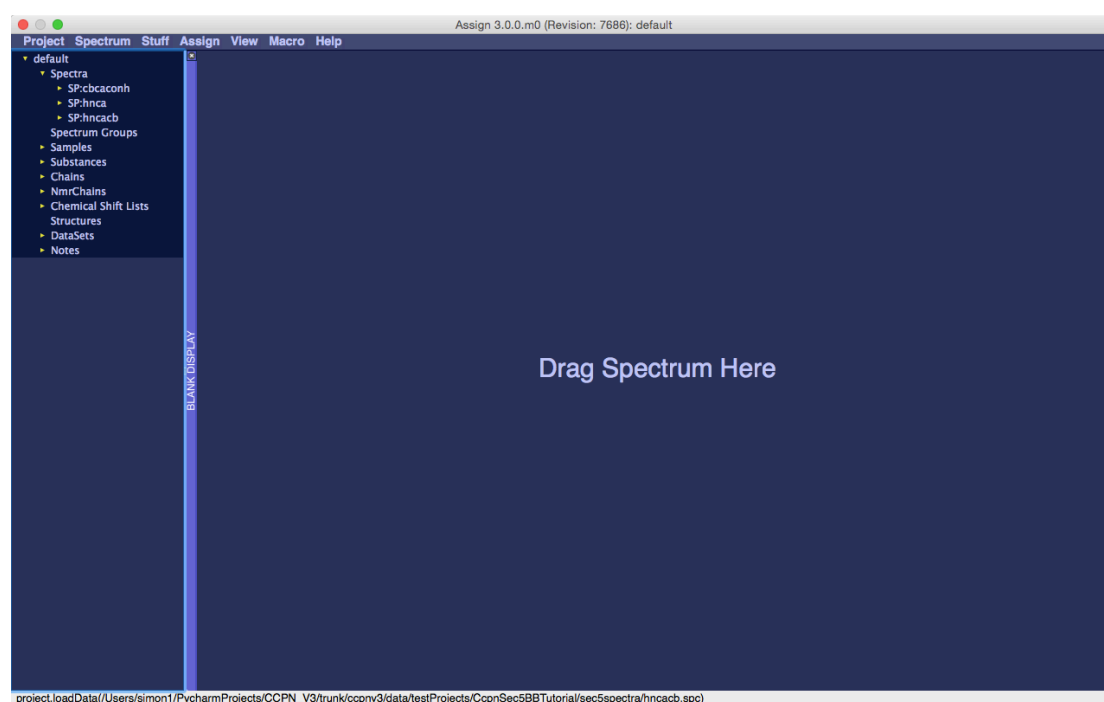 Assign 3.0.0.m0 (Revision: 7686): default
Project Spectrum Stuff Assign View Macro Help
default
Spectra
SP:cbcaconh
SP:hnca
SP:hncacb
Spectrum Groups
Samples
Substances
Chains
NmrChains
Chemical Shift Lists
Structures
DataSets
Notes
BLANK DISPLAY
Drag Spectrum Here
project.loadData(/Users/simon1/PycharmProjects/CCPN_V3/trunk/ccpnv3/data/testProjects/CcpnSec5BBTutorial/sec5spectra/hncacb.spc)